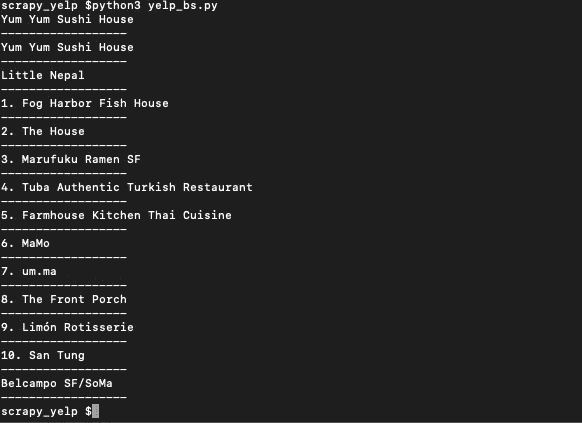 scrapy_yelp $python3 yelp_bs.py
Yum Yum Sushi House
------------------
Yum Yum Sushi House
------------------
Little Nepal
------------------
1. Fog Harbor Fish House
------------------
2. The House
------------------
3. Marufuku Ramen SF
------------------
4. Tuba Authentic Turkish Restaurant
------------------
5. Farmhouse Kitchen Thai Cuisine
------------------
6. MaMo
------------------
7. um.ma
------------------
8. The Front Porch
------------------
9. Limón Rotisserie
------------------
10. San Tung
------------------
Belcampo SF/SoMa
------------------
scrapy_yelp $